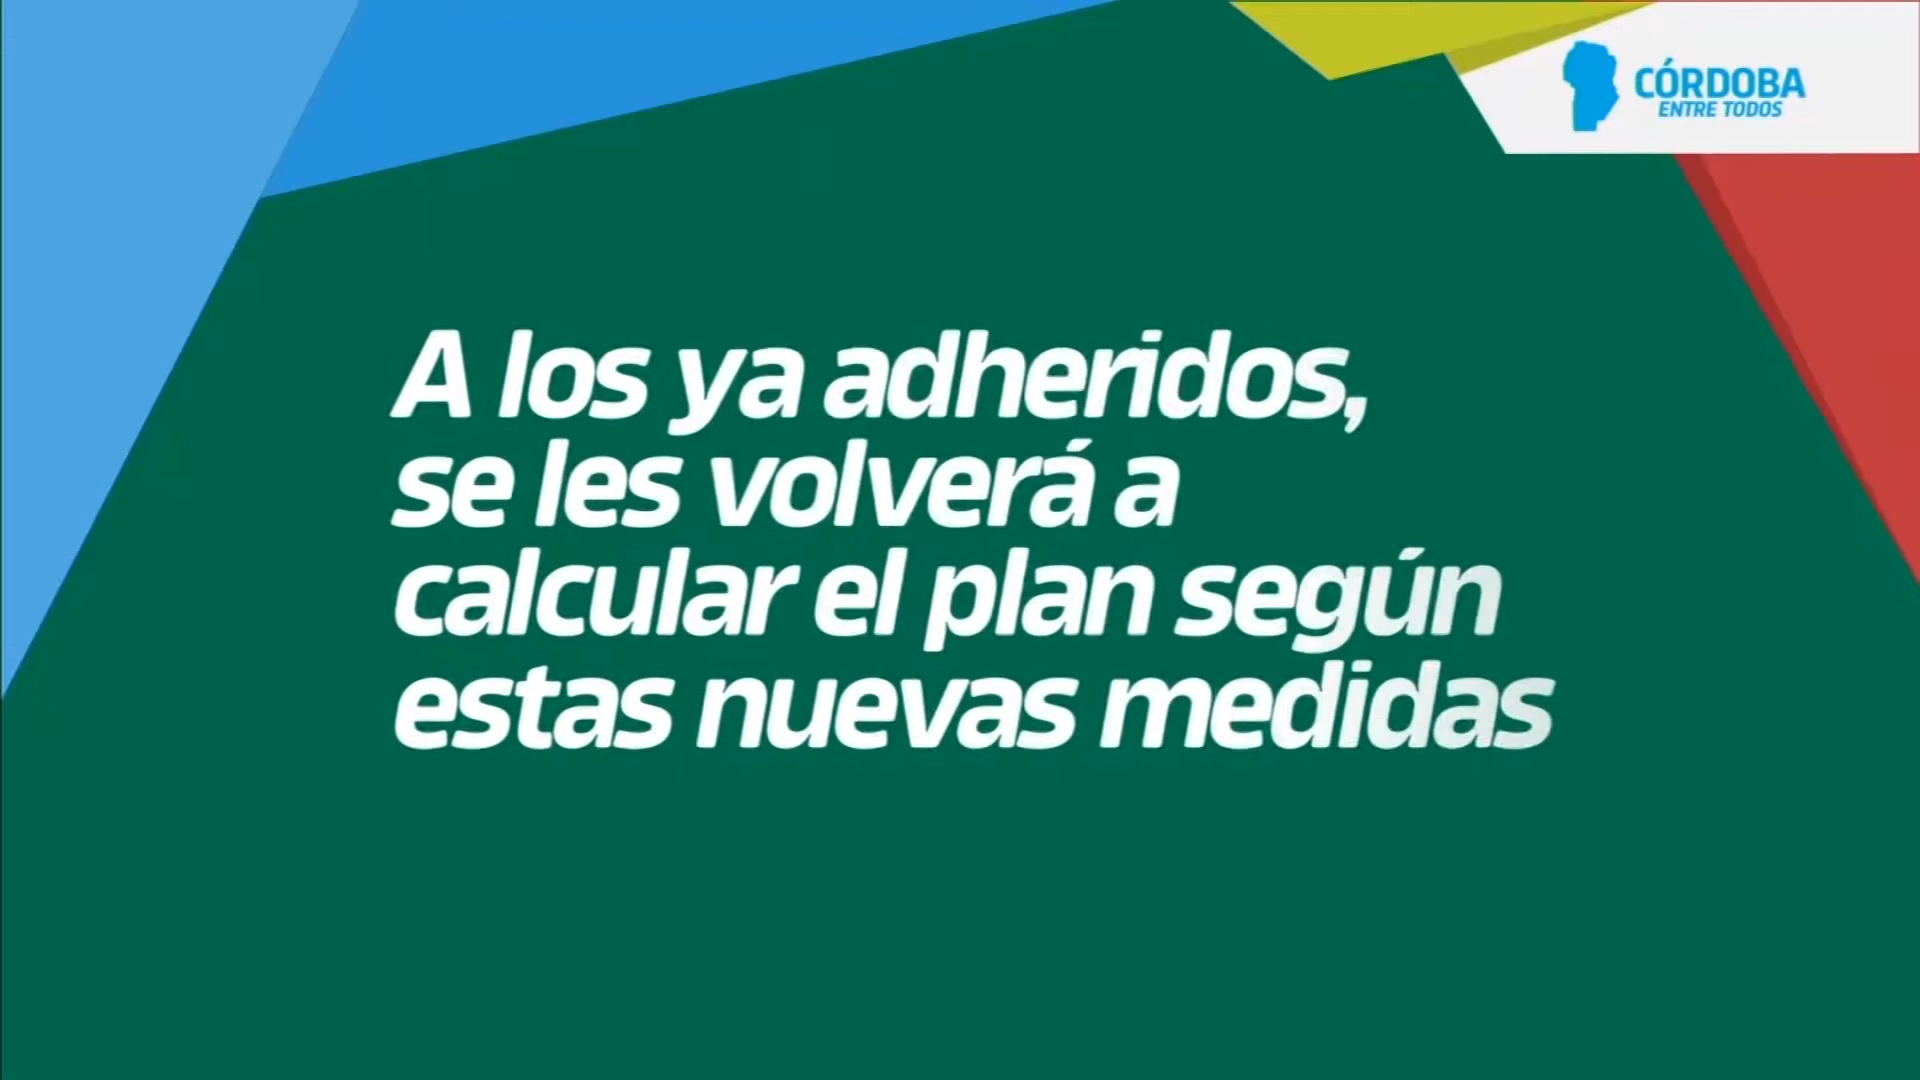 CÓRDOBA
ENTRE TODOS
A los ya adheridos,
se les volverá a
calcular el plan según
estas nuevas medidas